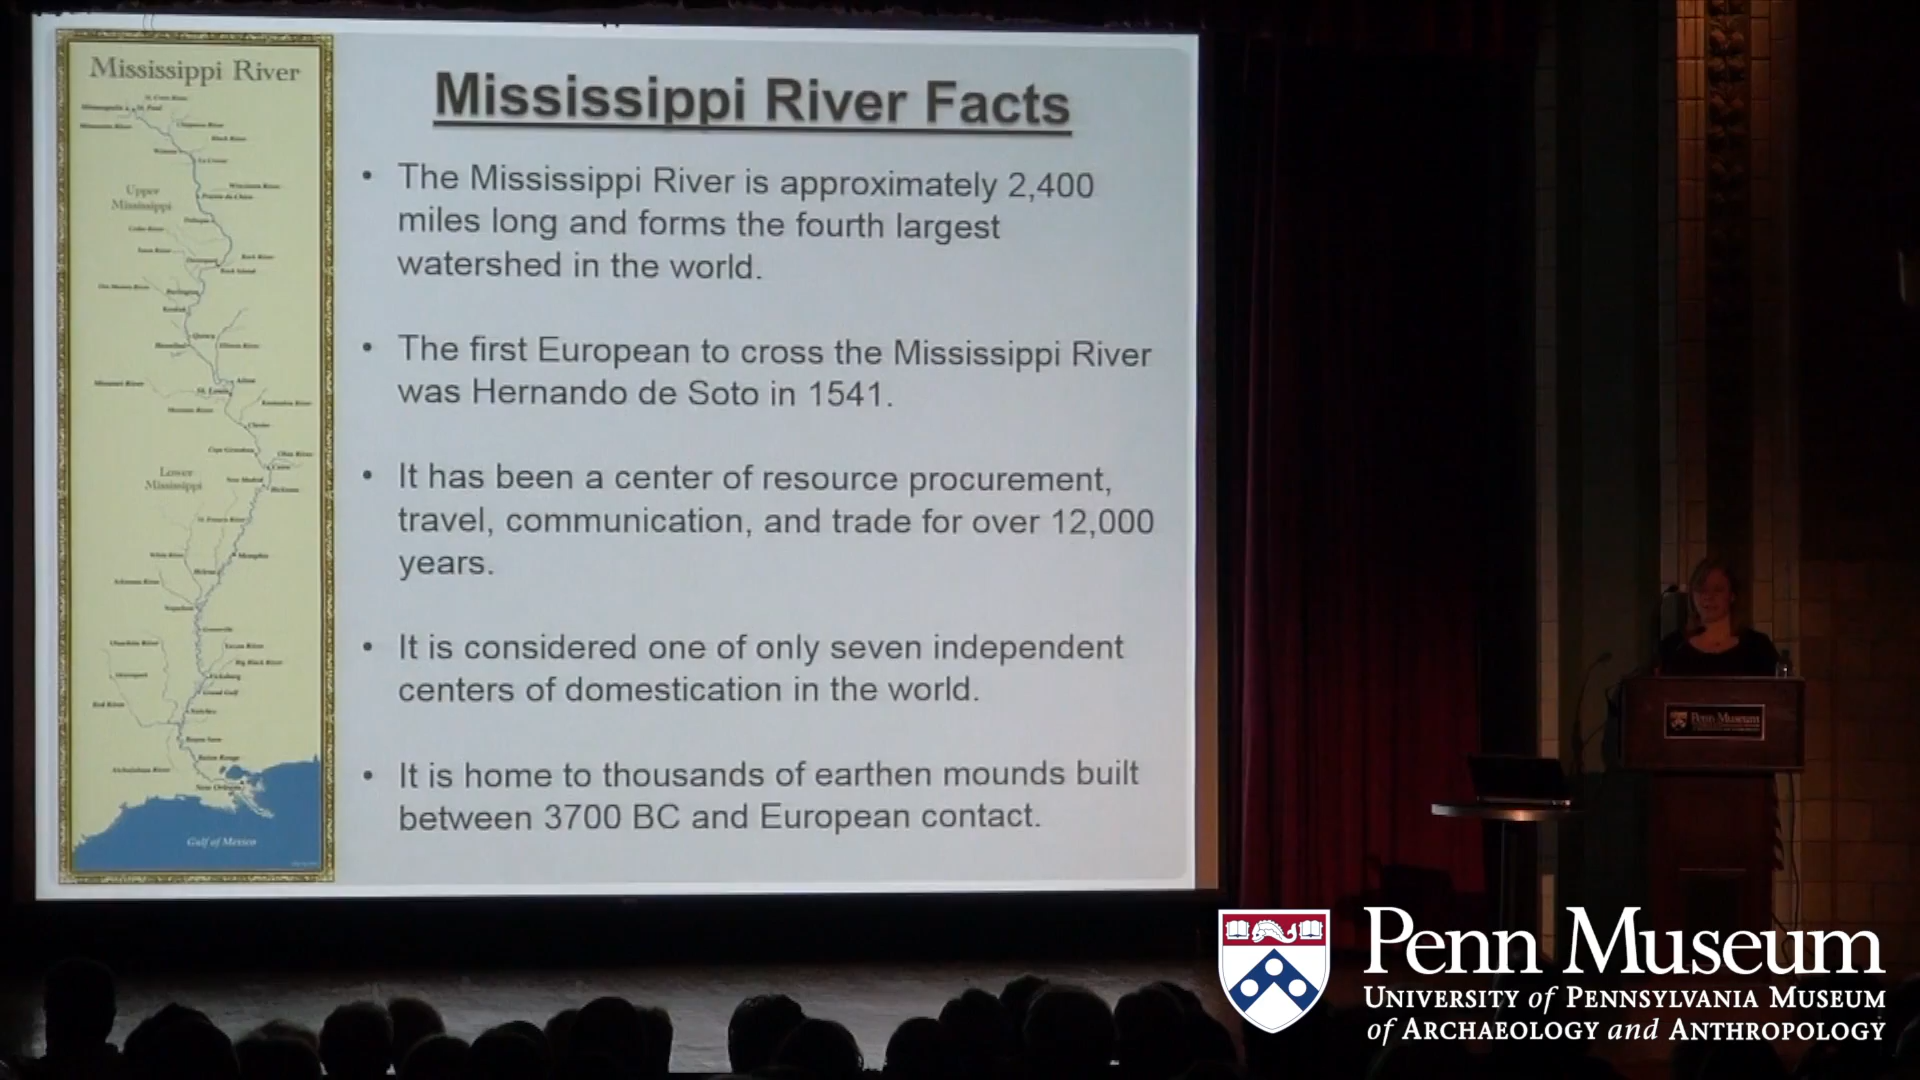 Mississippi River
St. Paul
Upper
Mississippi
Lower
Mississippi
Memphis
Gulf of Mexico
Mississippi River Facts
• The Mississippi River is approximately 2,400
miles long and forms the fourth largest
watershed in the world.
• The first European to cross the Mississippi River
was Hernando de Soto in 1541.
• It has been a center of resource procurement,
travel, communication, and trade for over 12,000
years.
• It is considered one of only seven independent
centers of domestication in the world.
• It is home to thousands of earthen mounds built
between 3700 BC and European contact.
Penn Museum
Penn Museum
University of Pennsylvania Museum
of Archaeology and Anthropology